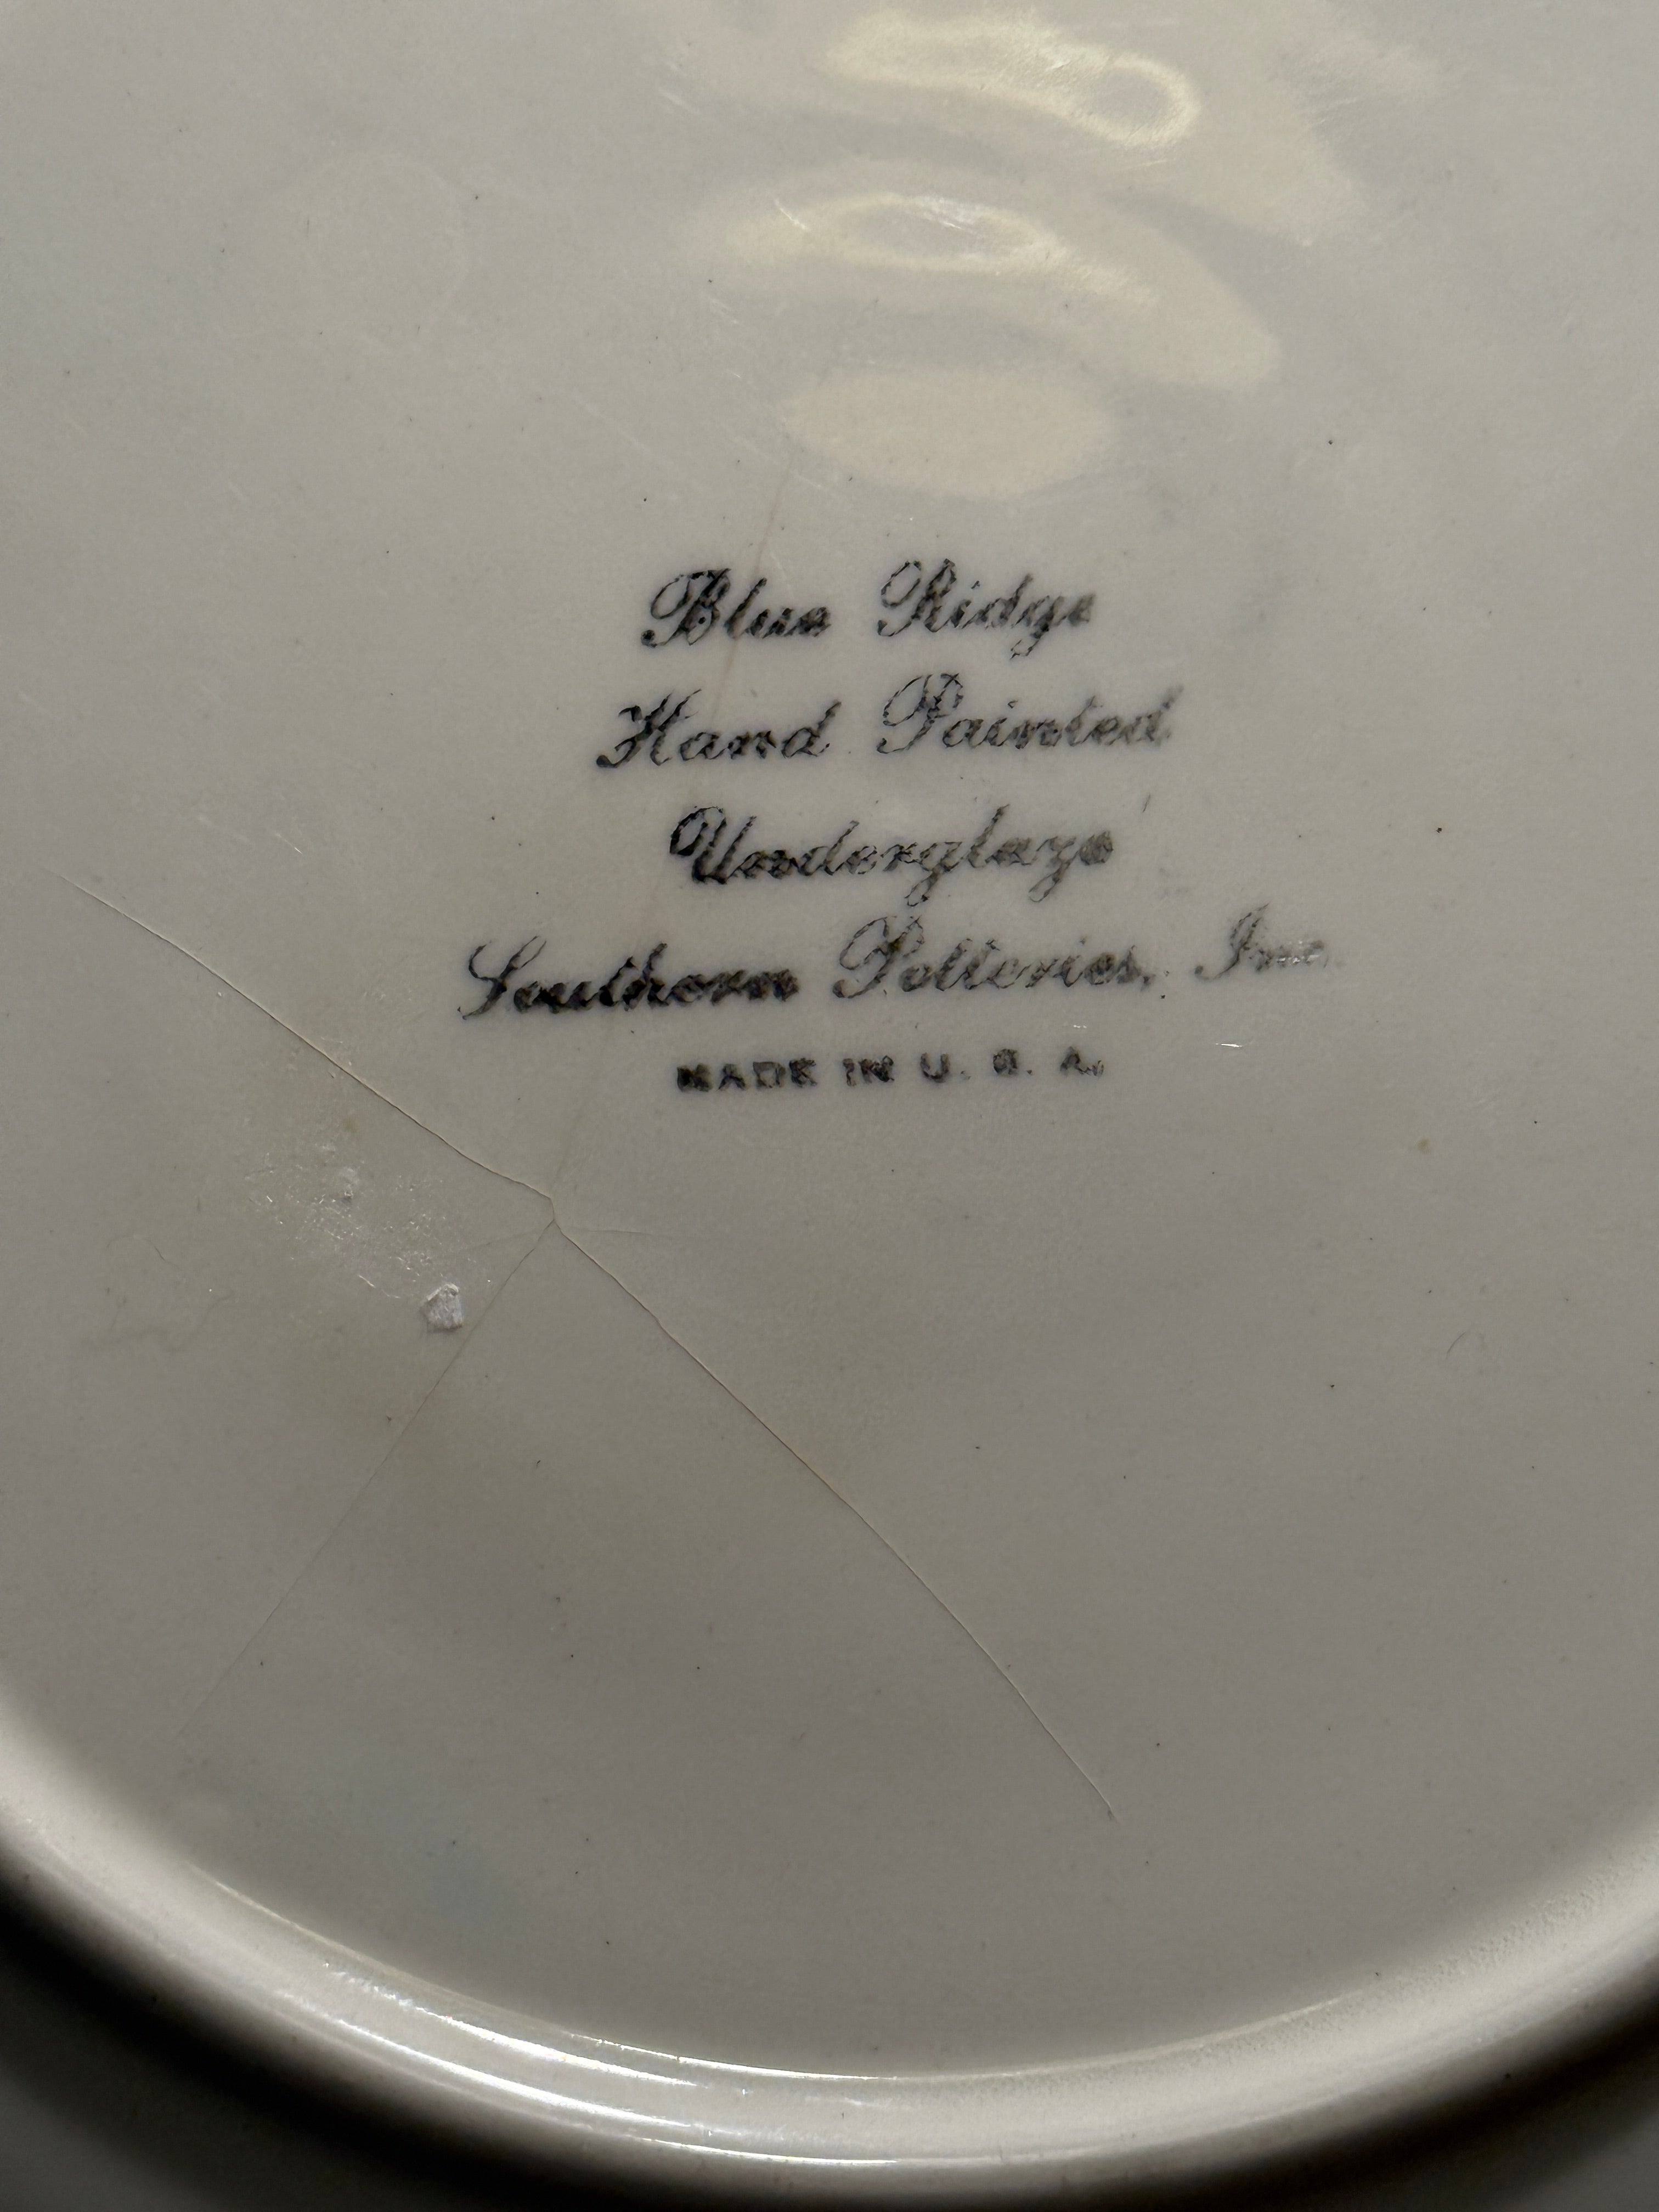 Blue Ridge
Hand Painted
Underglaze
Southern Potteries, Inc.
MADE IN U. S. A.